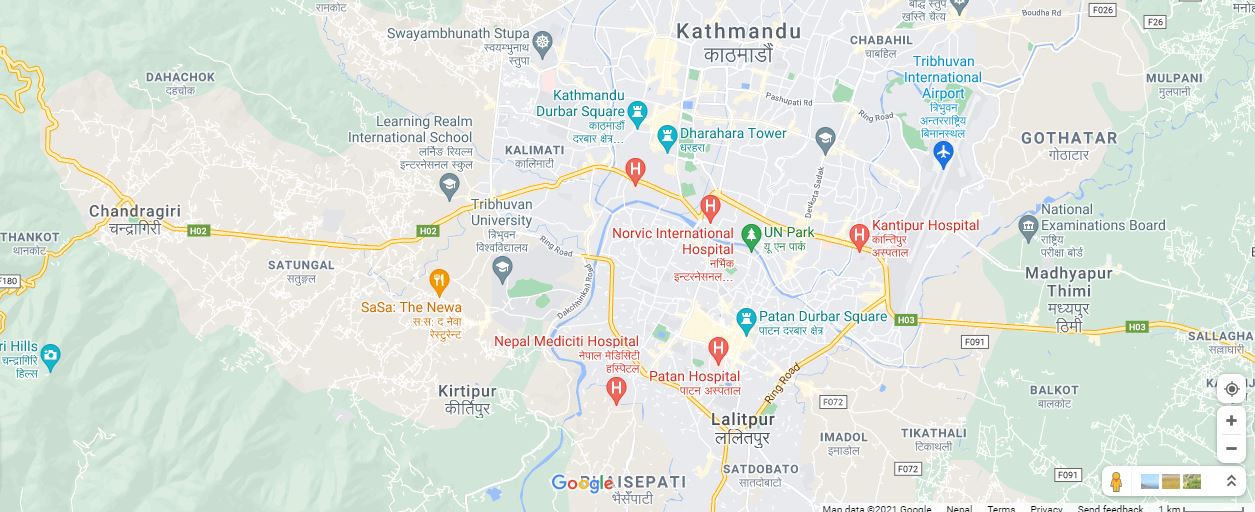 रामकोट
Swayambhunath Stupa
स्वयम्भुनाथ
स्तुपा
Kathmandu
काठमाडौं
CHABAHIL
चाबहिल
बौद्ध स्तुप
खस्ति चैत्य
Boudha Rd
F026
F26
DAHACHOK
दहचोक
Kathmandu
Durbar Square
काठमाडौं
दरबार क्षेत्र...
Dharahara Tower
धरहरा
Pashupati Rd
Ring Road
Tribhuvan
International
Airport
त्रिभुवन
अन्तरराष्ट्रिय
बिमानस्थल
MULPANI
मुलपानी
GOTHATAR
गोठाटार
Learning Realm
International School
लर्निङ रियल्म
इन्टरनेसनल स्कुल
KALIMATI
कालिमाटी
Devkota Sadak
Chandragiri
चन्द्रागिरी
THANKOT
थानकोट
F180
H02
H02
Tribhuvan
University
त्रिभुवन
विश्वविद्यालय
Ring Road
Dakchhinkali Road
Norvic International
Hospital
नर्भिक
इन्टरनेसनल...
UN Park
यू एन पार्क
Kantipur Hospital
कान्तिपुर
अस्पताल
National
Examinations Board
राष्ट्रिय
परीक्षा बोर्ड
SATUNGAL
सतुङ्गल
SaSa: The Newa
स:स: द नेवा
रेस्टुरेन्ट
Madhyapur
Thimi
मध्यपुर
ठिमी
Patan Durbar Square
पाटन दरबार क्षेत्र
H03
H03
F091
SALLAGHA
सल्लाघारी
ri Hills
चन्द्रागिरि
हिल्स
Nepal Mediciti Hospital
नेपाल मेडिसिटी
हस्पिटल
Patan Hospital
पाटन अस्पताल
Ring Road
Kirtipur
कीर्तिपुर
BALKOT
बालकोट
F072
Lalitpur
ललितपुर
IMADOL
इमाडोल
TIKATHALI
टिकाथली
SATDOBATO
सातदोबाटो
F072
F091
Google
BHAISEPATI
भैसेँपाटी
Map data ©2021 Google
Nepal
Terms
Privacy
Send feedback
1 km